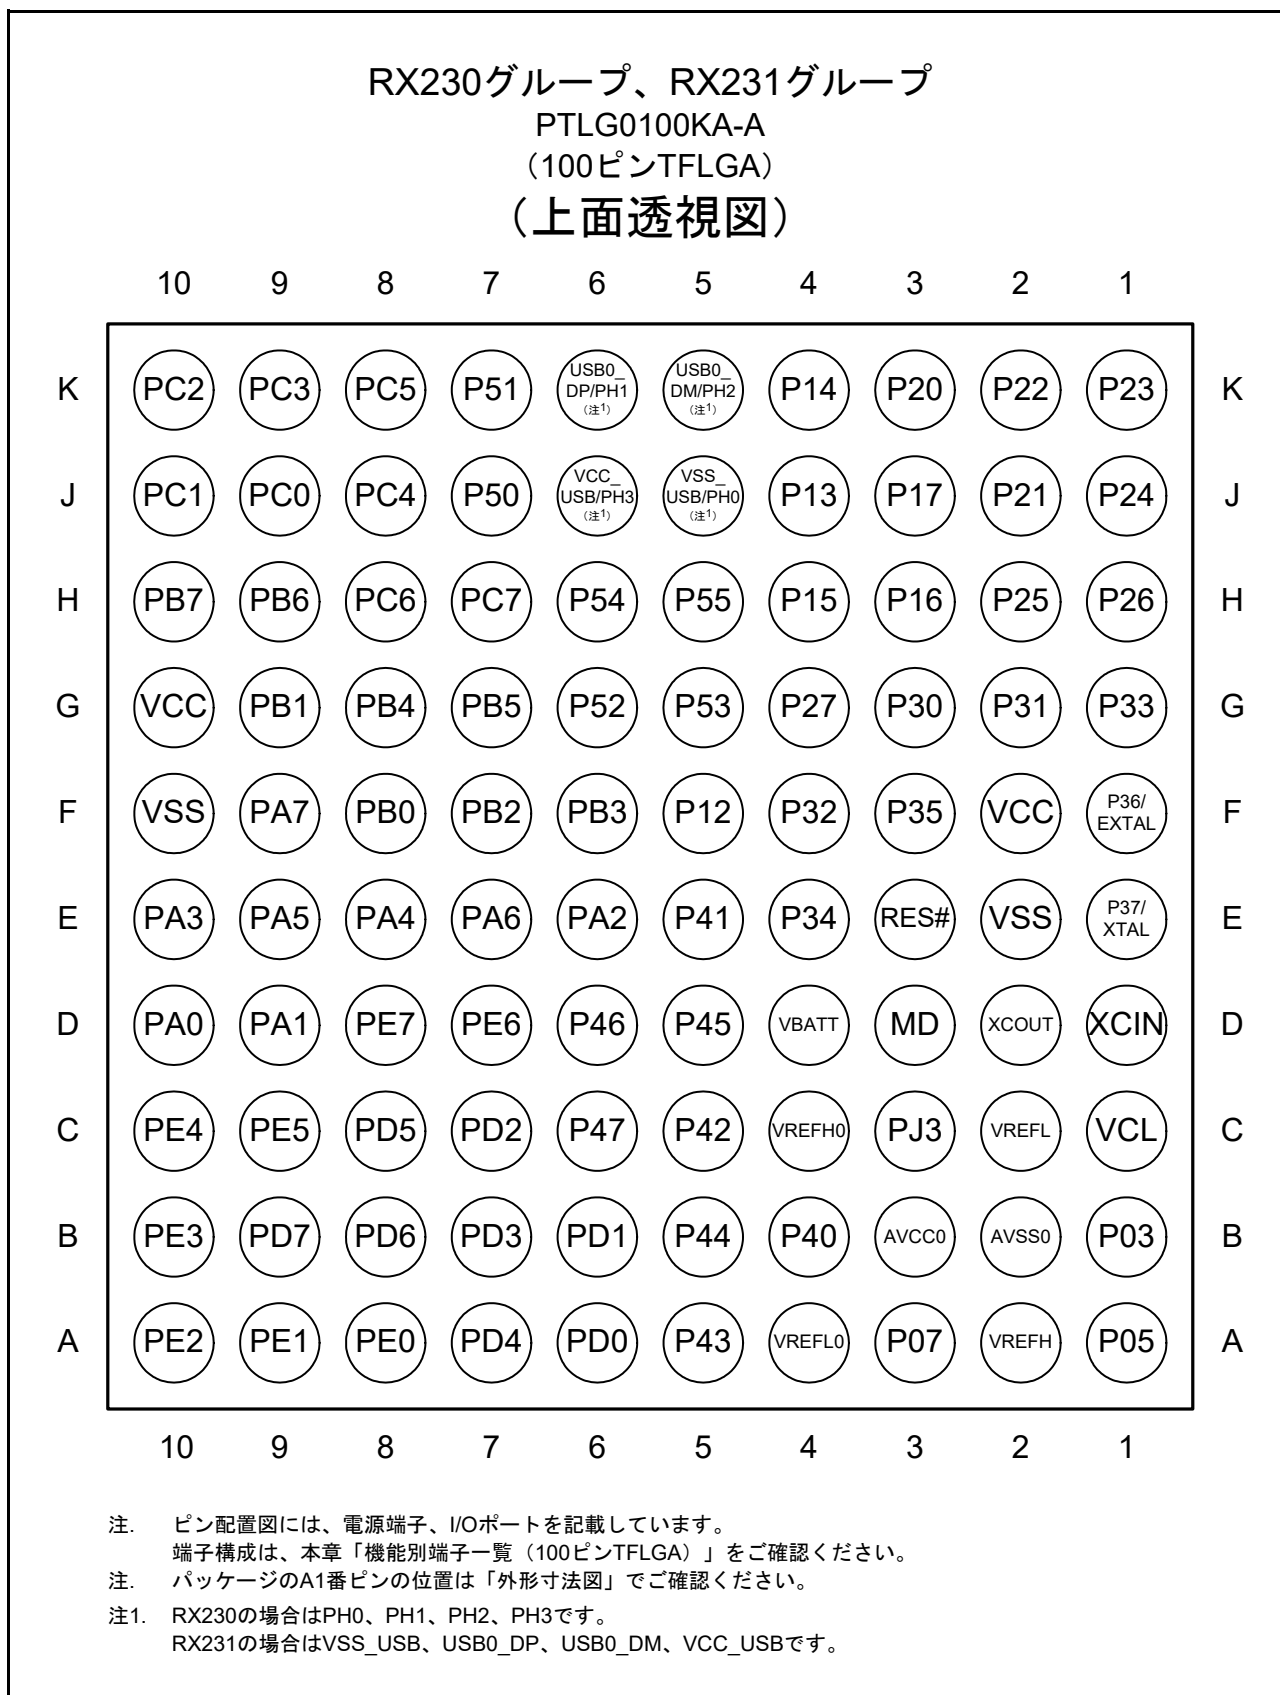 RX230グループ、RX231グループ
PTLG0100KA-A
（100ピンTFLGA）
（上面透視図）
10 9 8 7 6 5 4 3 2 1
K PC2 PC3 PC5 P51 USB0_DP/PH1（注1） USB0_DM/PH2（注1） P14 P20 P22 P23 K
J PC1 PC0 PC4 P50 VCC_USB/PH3（注1） VSS_USB/PH0（注1） P13 P17 P21 P24 J
H PB7 PB6 PC6 PC7 P54 P55 P15 P16 P25 P26 H
G VCC PB1 PB4 PB5 P52 P53 P27 P30 P31 P33 G
F VSS PA7 PB0 PB2 PB3 P12 P32 P35 VCC P36/EXTAL F
E PA3 PA5 PA4 PA6 PA2 P41 P34 RES# VSS P37/XTAL E
D PA0 PA1 PE7 PE6 P46 P45 VBATT MD XCOUT XCIN D
C PE4 PE5 PD5 PD2 P47 P42 VREFH0 PJ3 VREFL VCL C
B PE3 PD7 PD6 PD3 PD1 P44 P40 AVCC0 AVSS0 P03 B
A PE2 PE1 PE0 PD4 PD0 P43 VREFL0 P07 VREFH P05 A
10 9 8 7 6 5 4 3 2 1
注. ピン配置図には、電源端子、I/Oポートを記載しています。
端子構成は、本章「機能別端子一覧（100ピンTFLGA）」をご確認ください。
注. パッケージのA1番ピンの位置は「外形寸法図」でご確認ください。
注1. RX230の場合はPH0、PH1、PH2、PH3です。
RX231の場合はVSS_USB、USB0_DP、USB0_DM、VCC_USBです。